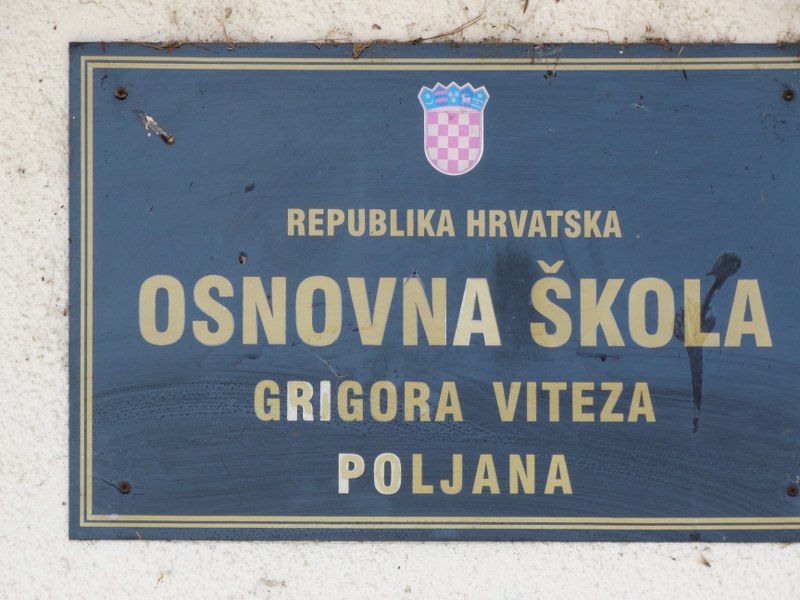 REPUBLIKA HRVATSKA
OSNOVNA ŠKOLA
GRIGORA VITEZA
POLJANA